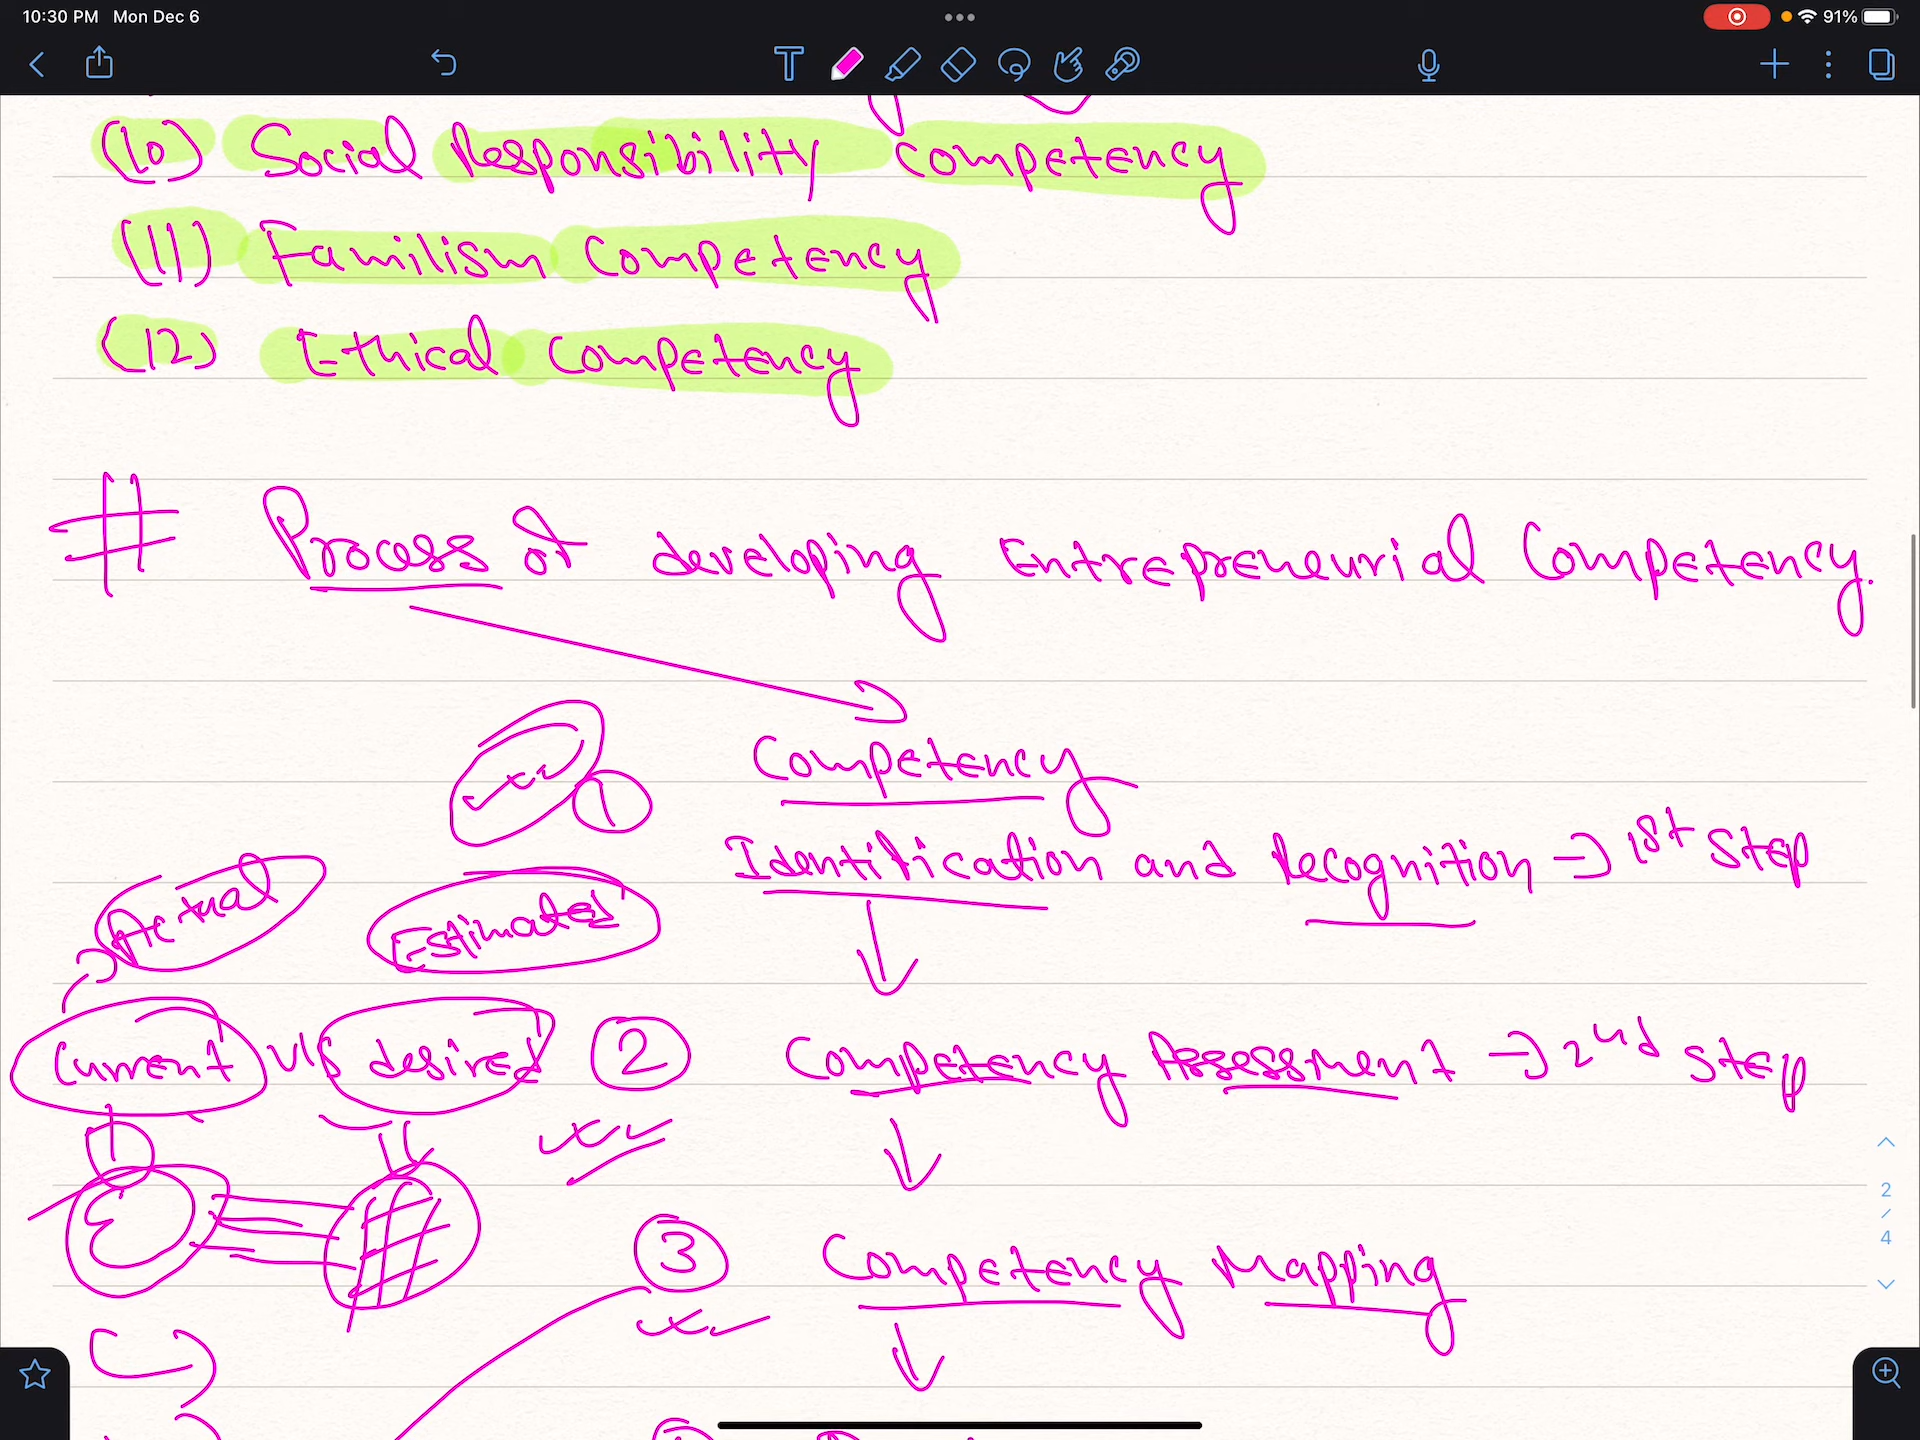 10:30 PM Mon Dec 6
91%
(10) Social Responsibility Competency
(11) Familism Competency
(12) Ethical Competency
# Process of developing Entrepreneurial Competency.
Competency
1
Identification and Recognition → 1st Step
Actual
Estimated
Current v/s desired 2 Competency Assessment → 2nd Step
3 Competency Mapping
2
/
4